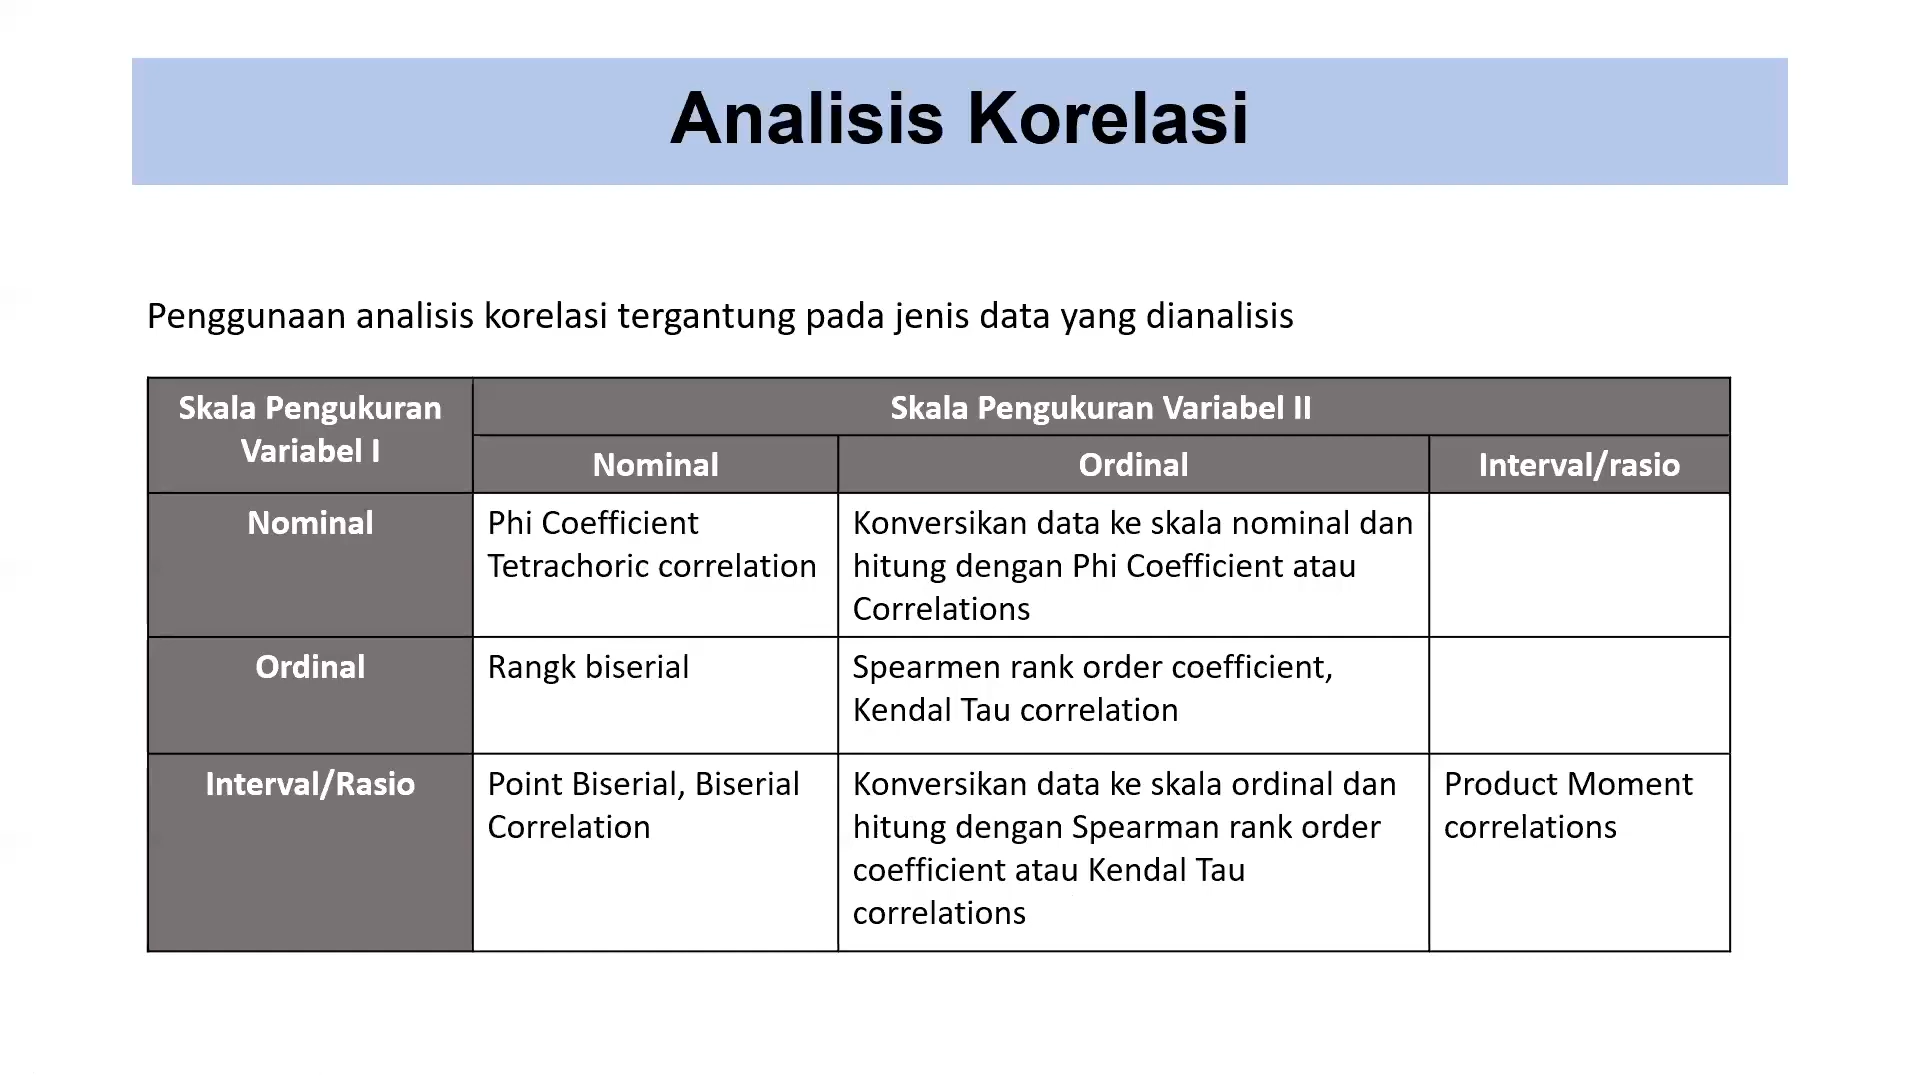 Analisis Korelasi
Penggunaan analisis korelasi tergantung pada jenis data yang dianalisis
Skala Pengukuran
Variabel I
Skala Pengukuran Variabel II
Nominal
Ordinal
Interval/rasio
Nominal
Phi Coefficient
Tetrachoric correlation
Konversikan data ke skala nominal dan
hitung dengan Phi Coefficient atau
Correlations
Ordinal
Rangk biserial
Spearmen rank order coefficient,
Kendal Tau correlation
Interval/Rasio
Point Biserial, Biserial
Correlation
Konversikan data ke skala ordinal dan
hitung dengan Spearman rank order
coefficient atau Kendal Tau
correlations
Product Moment
correlations